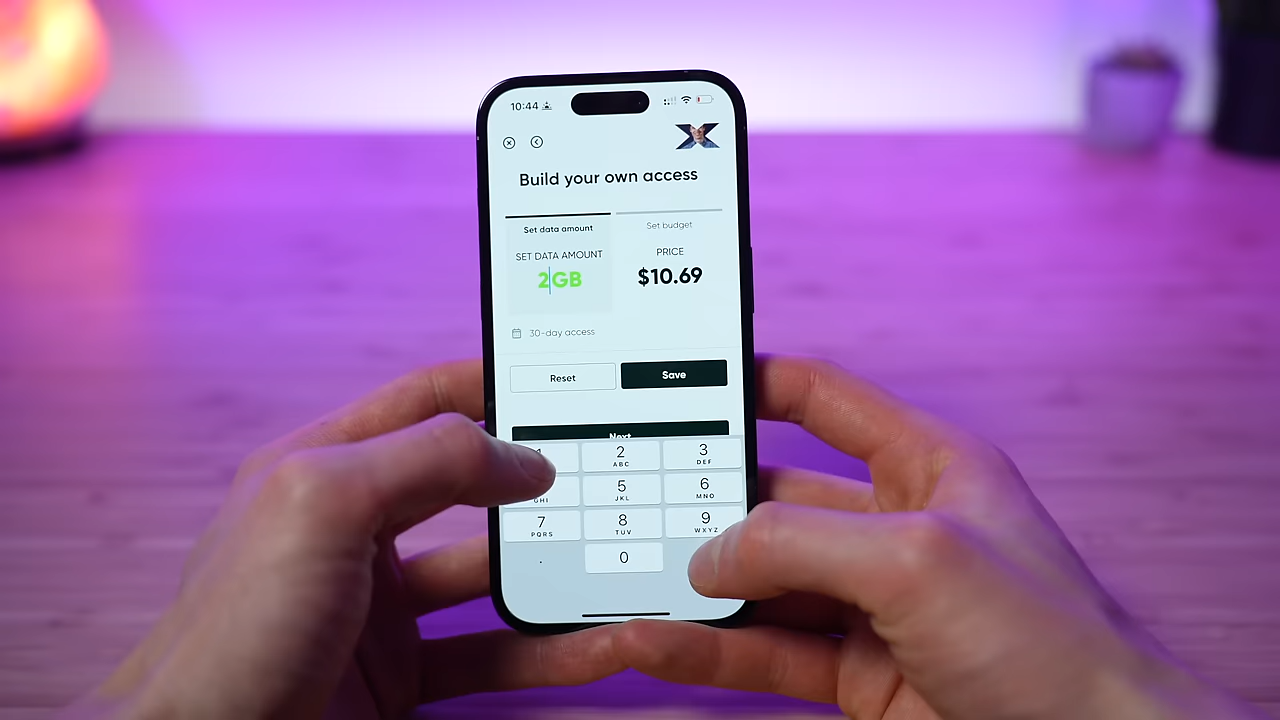 10:44
Build your own access
Set data amount
Set budget
SET DATA AMOUNT
PRICE
2GB
$10.69
30-day access
Reset
Save
Next
1
2
3
ABC
DEF
GHI
5
6
JKL
MNO
7
8
9
PQRS
TUV
WXYZ
.
0